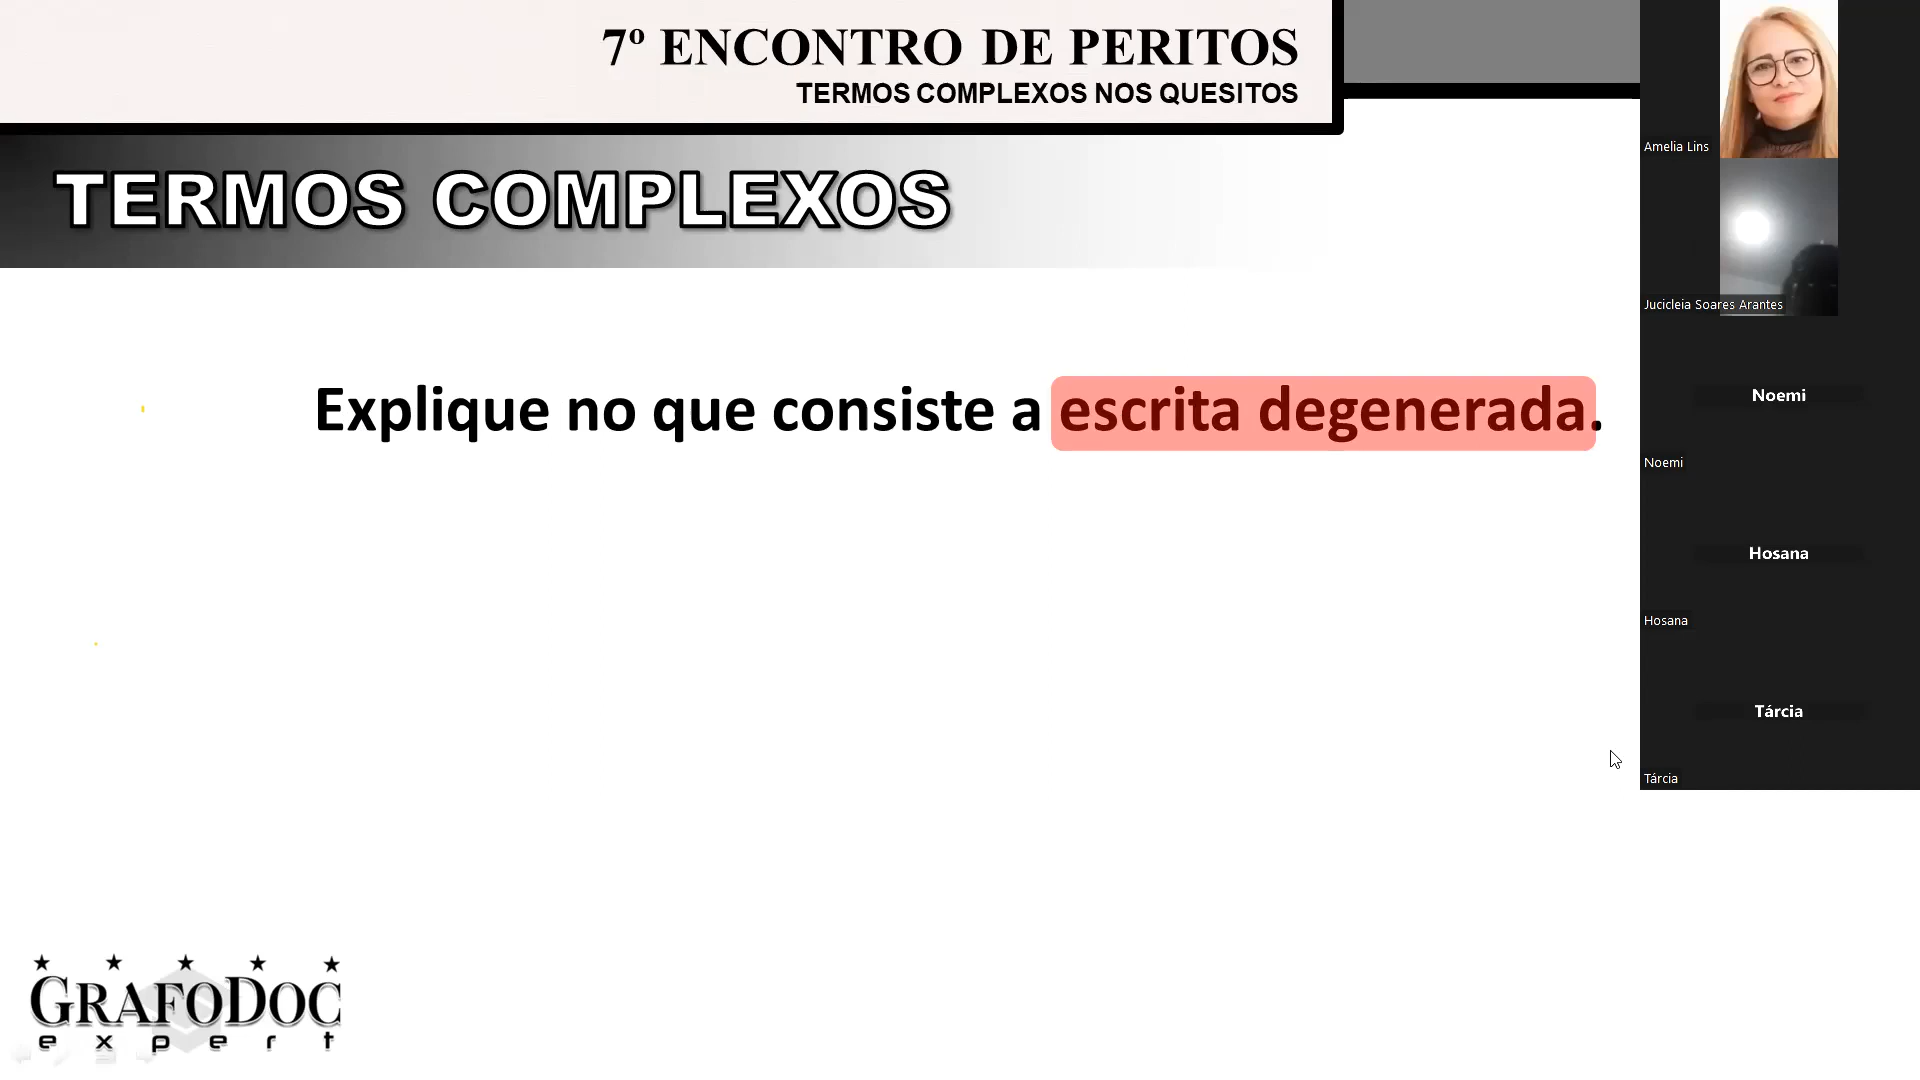 7º ENCONTRO DE PERITOS
TERMOS COMPLEXOS NOS QUESITOS
TERMOS COMPLEXOS
Explique no que consiste a escrita degenerada.
GRAFODOC
expert
Amelia Lins
Jucicleia Soares Arantes
Noemi
Noemi
Hosana
Hosana
Tárcia
Tárcia